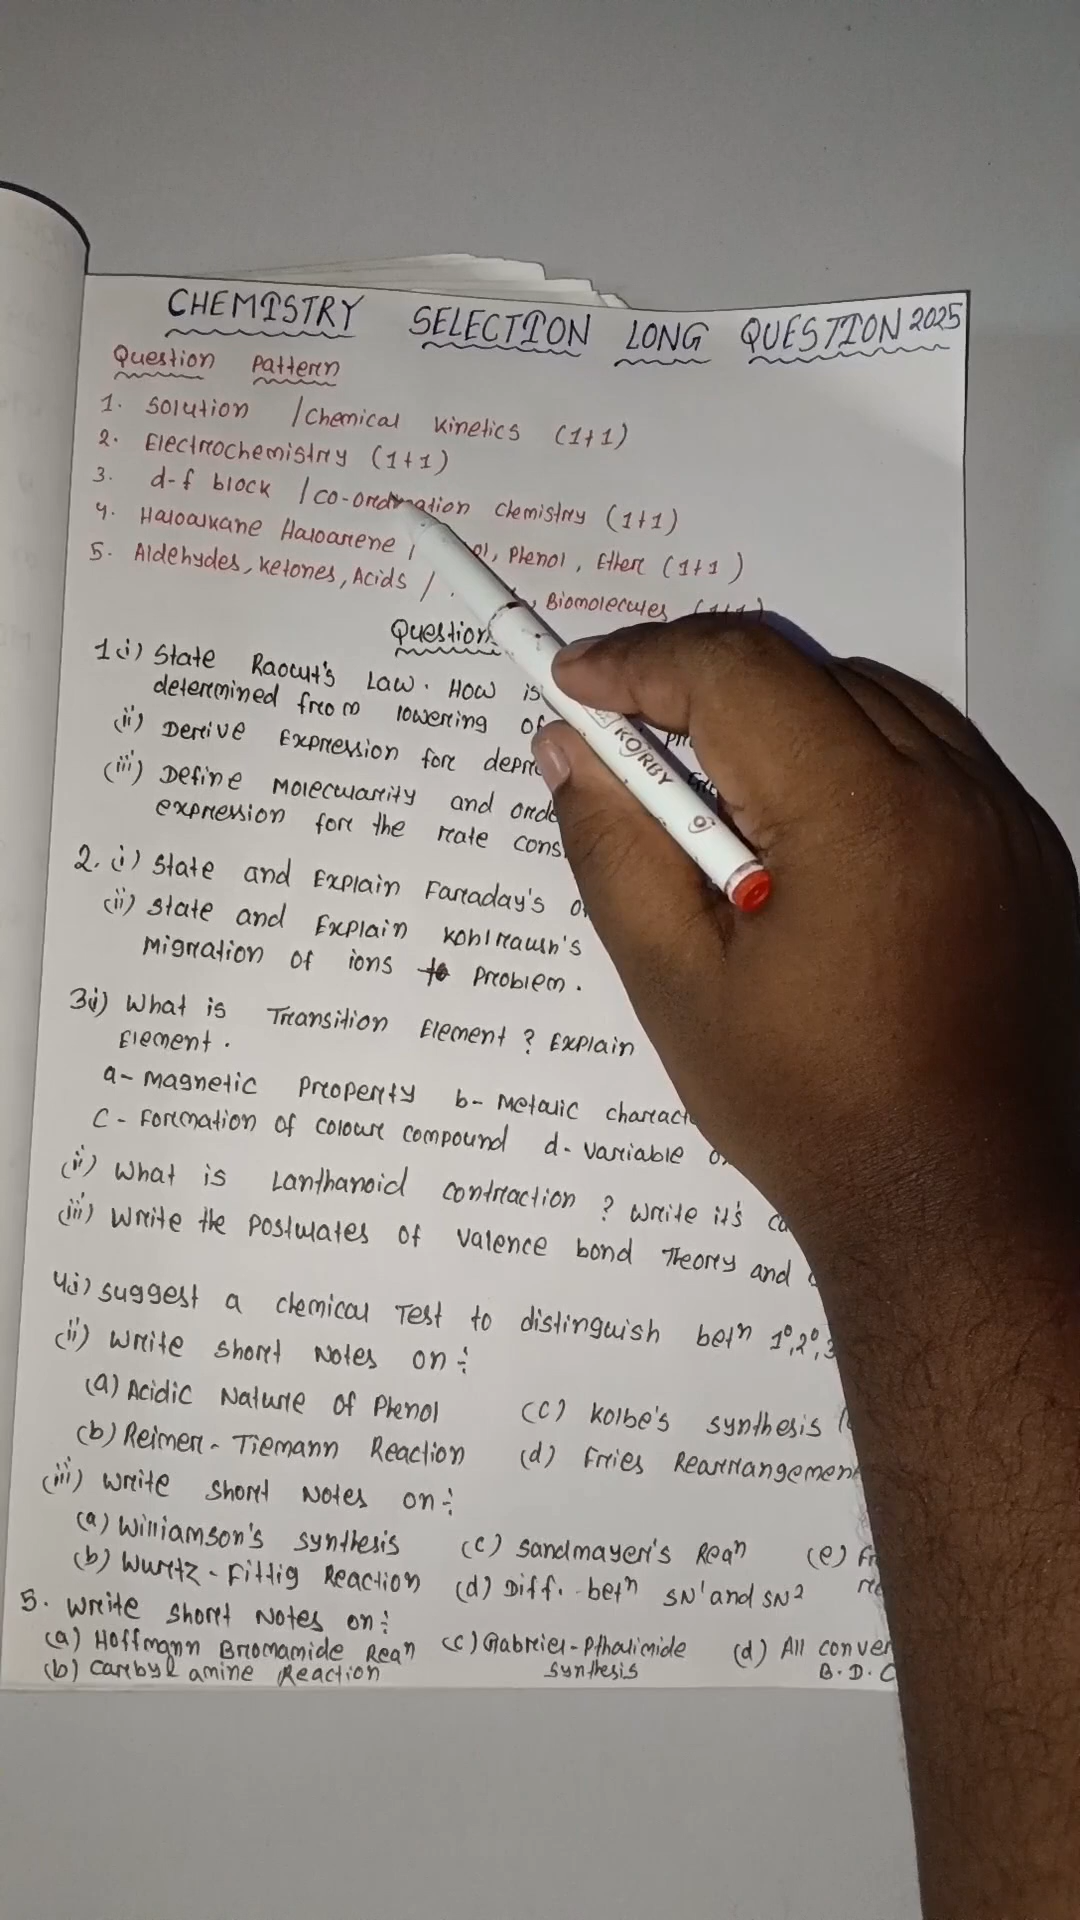 CHEMISTRY SELECTION LONG QUESTION 2025
Question Pattern
1. Solution / Chemical Kinetics (1+1)
2. Electrochemistry (1+1)
3. d-f block / co-ordination chemistry (1+1)
4. Haloalkane Haloarene / Phenol, Ether (1+1)
5. Aldehydes, Ketones, Acids / Biomolecules (1+1)
Question
1 i) State Raoult's Law. How is
determined from lowering of
(ii) Derive Expression for
(iii) Define Molecularity and
expression for the rate
2. i) State and Explain Faraday's
(ii) State and Explain Kohlraush's
Migration of ions to Problem.
3 i) What is Transition Element? Explain
Element.
a- Magnetic Property b- Metalic
c- Formation of colour compound d- Variable
(ii) What is Lanthanoid contraction? Write it's
(iii) Write the Postulates of valence bond Theory and
4 i) Suggest a chemical Test to distinguish betn 1°, 2°, 3
(ii) Write Short Notes on:
(a) Acidic Nature of Phenol (c) Kolbe's synthesis
(b) Reimer-Tiemann Reaction (d) Fries Rearrangement
(iii) Write Short Notes on:
(a) Williamson's Synthesis (c) Sandmayer's Rean (e)
(b) Wurtz-Fittig Reaction (d) Diff. betn SN1 and SN2
5. Write Short Notes on:
(a) Hoffmann Bromamide Rean (c) Gabriel-Pthalimide (d) All
(b) Carbyl amine Reaction Synthesis B.D.C
KORBY